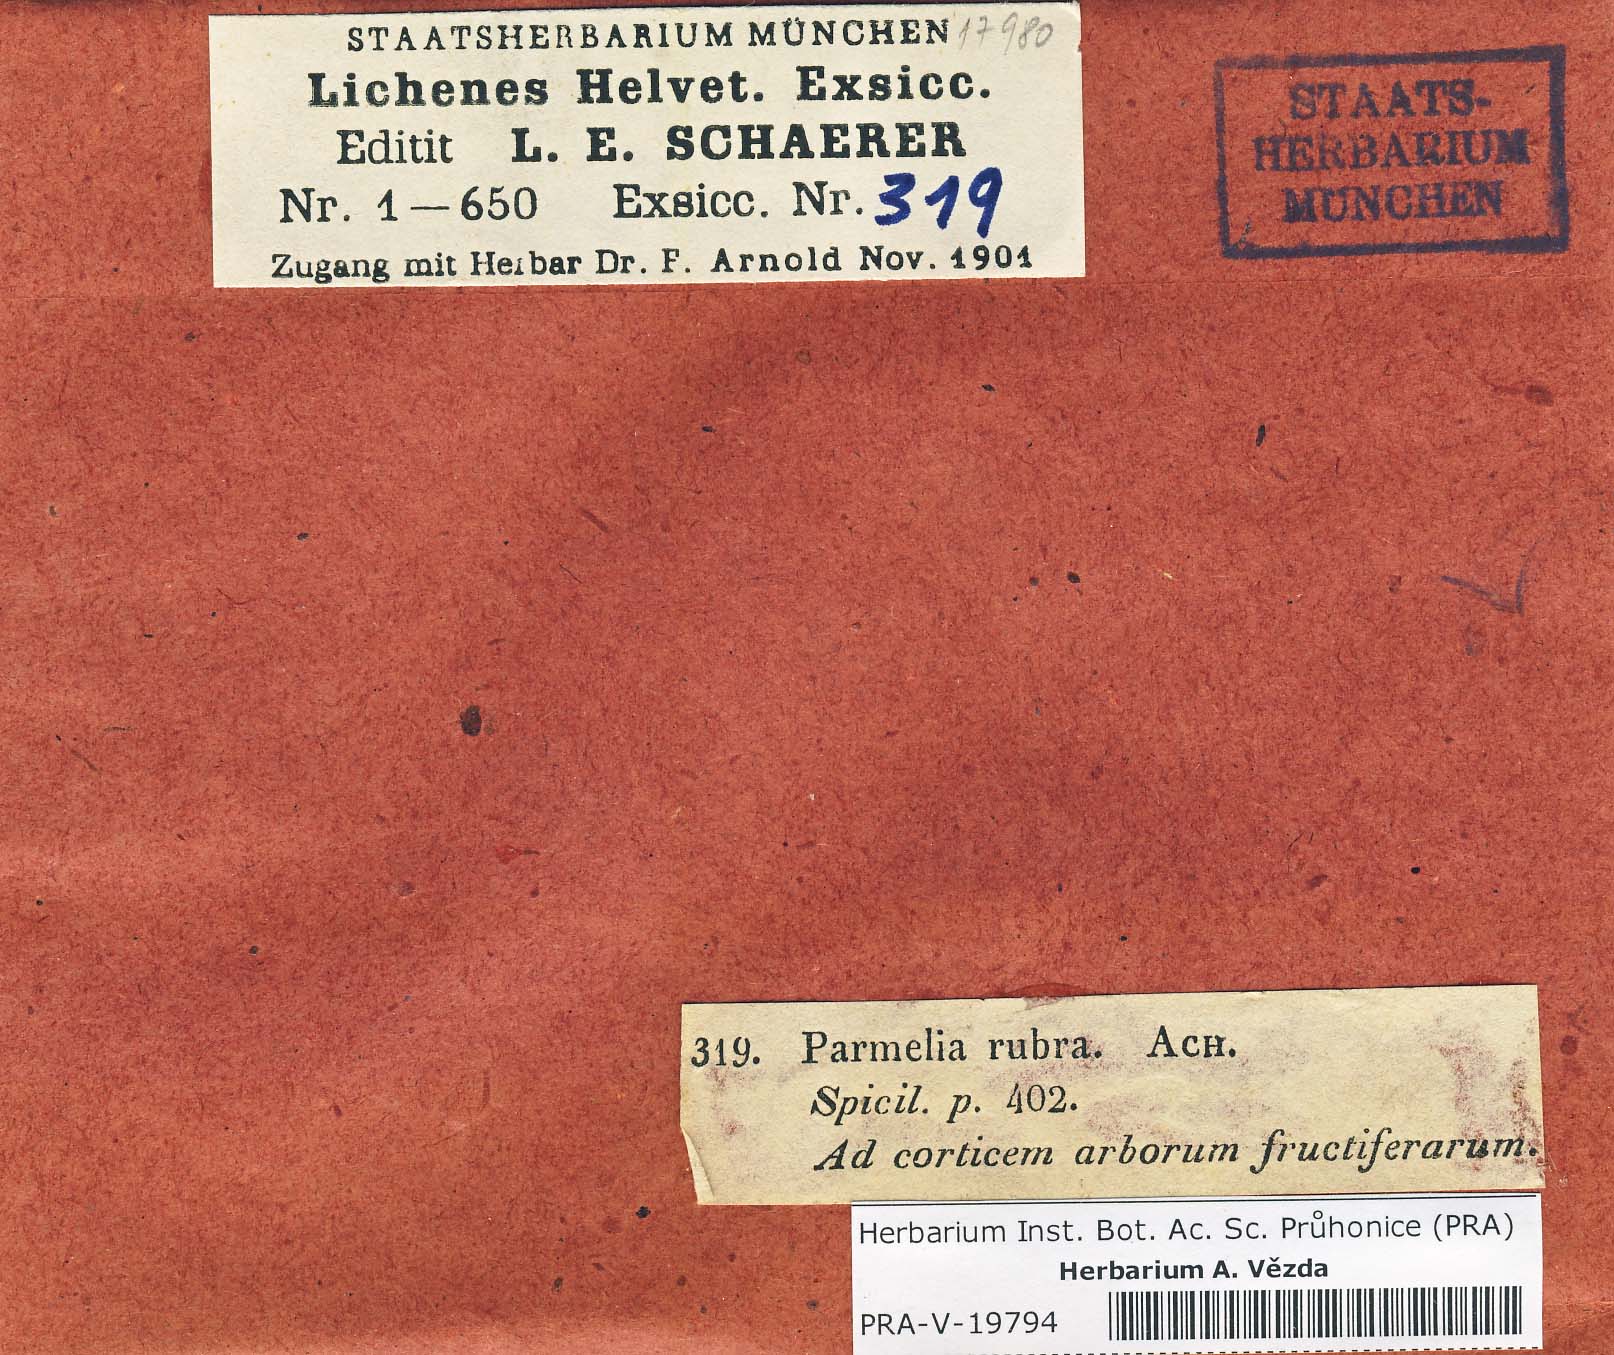 STAATSHERBARIUM MÜNCHEN 17980
Lichenes Helvet. Exsicc.
Editit L. E. SCHAERER
Nr. 1 — 650 Exsicc. Nr. 319
Zugang mit Herbar Dr. F. Arnold Nov. 1901
STAATS-
HERBARIUM
MÜNCHEN
319. Parmelia rubra. ACH.
Spicil. p. 402.
Ad corticem arborum fructiferarum.
Herbarium Inst. Bot. Ac. Sc. Průhonice (PRA)
Herbarium A. Vězda
PRA-V-19794